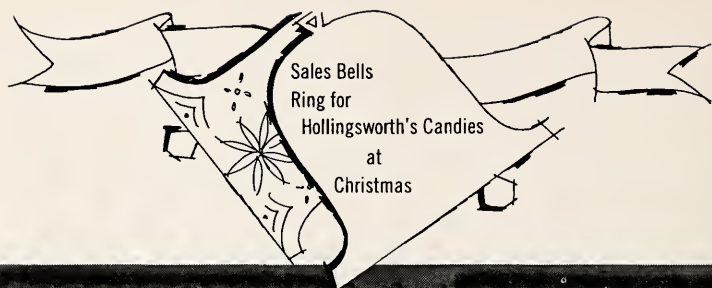 Sales Bells
Ring for
Hollingsworth's Candies
at
Christmas